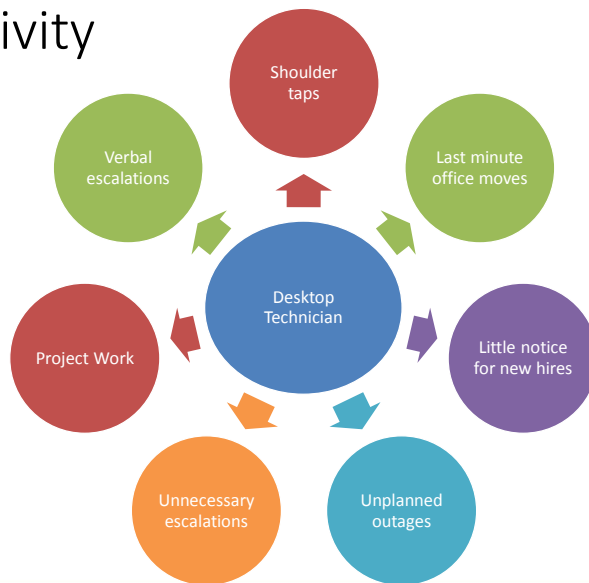 ivity
Shoulder
taps
Verbal
escalations
Last minute
office moves
Desktop
Technician
Project Work
Little notice
for new hires
Unnecessary
escalations
Unplanned
outages